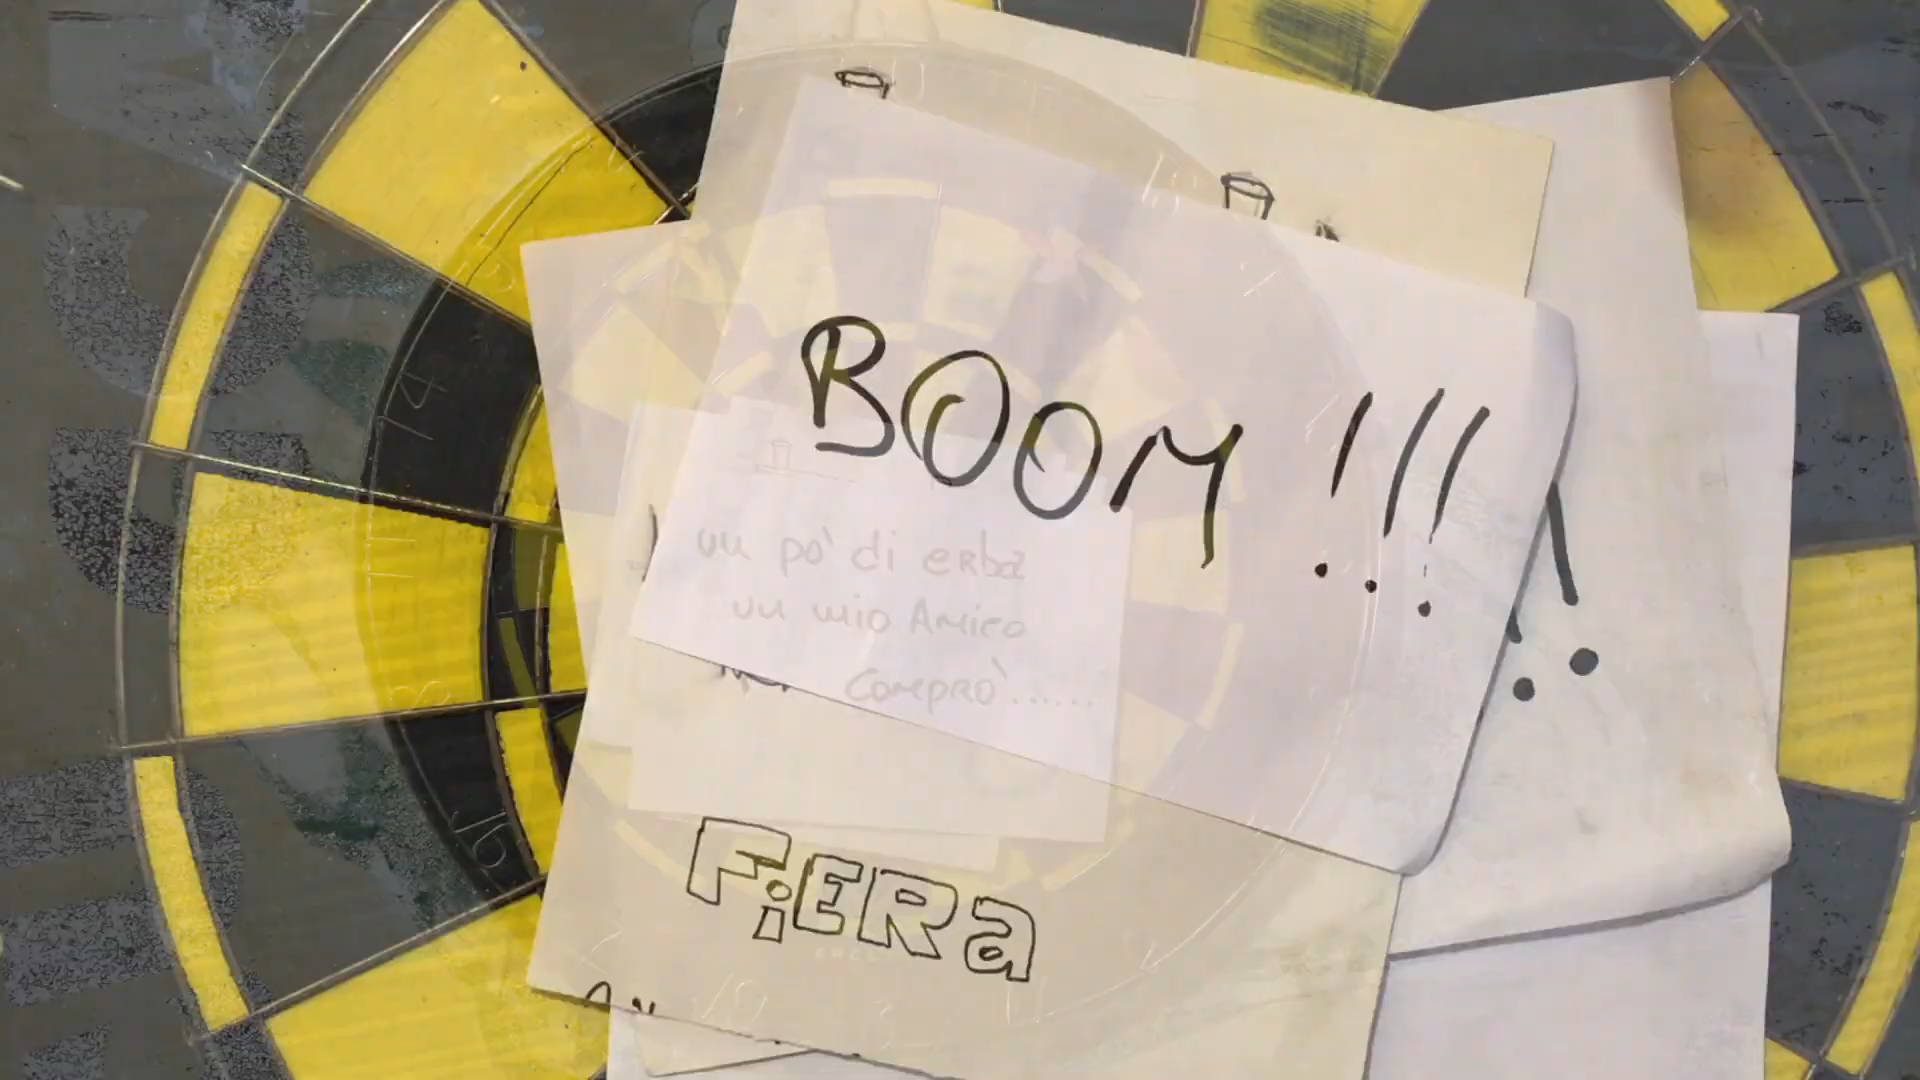 BOOM !!!
un po' di erba
un mio Amico
comprò......
FiERa